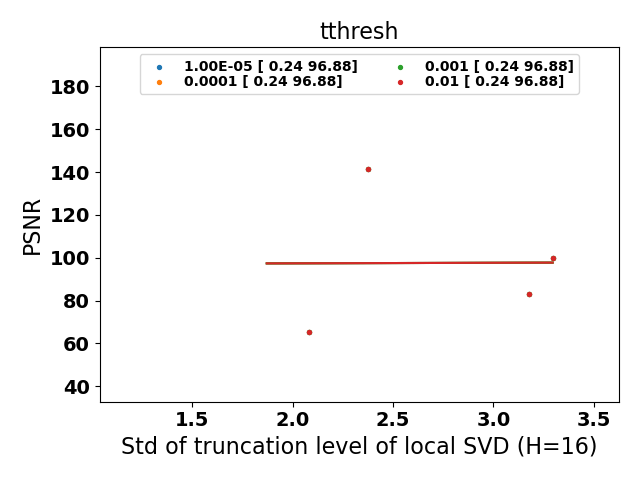 tthresh
1.00E-05 [ 0.24 96.88]
0.0001 [ 0.24 96.88]
0.001 [ 0.24 96.88]
0.01 [ 0.24 96.88]
PSNR
180
160
140
120
100
80
60
40
1.5 2.0 2.5 3.0 3.5
Std of truncation level of local SVD (H=16)